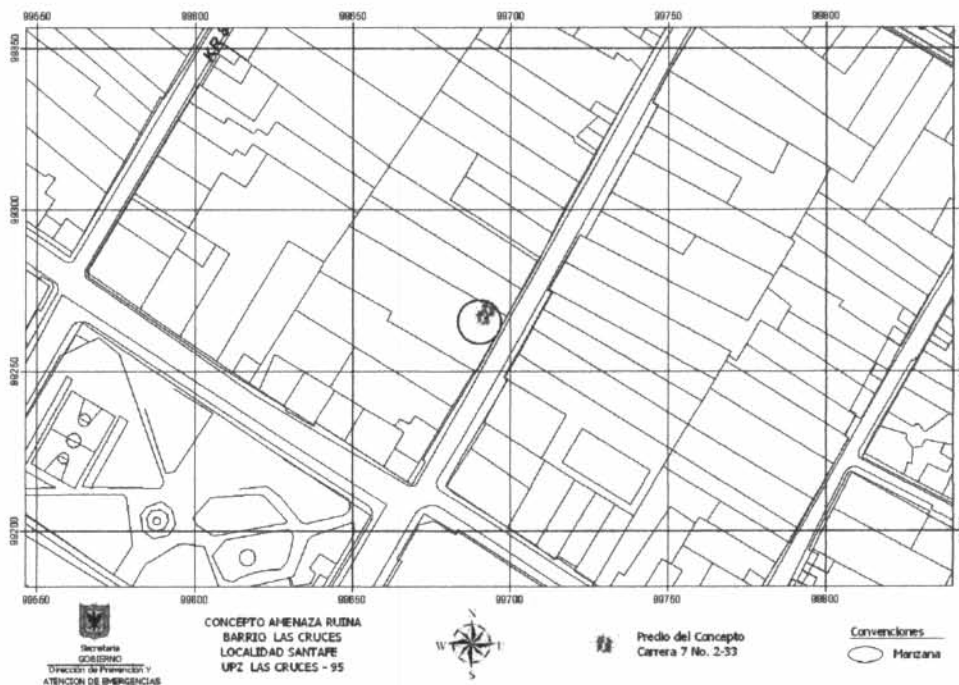 99550 99600 99650 99700 99750 99800
99350
99300
99250
99200
KR
99550 99600 99650 99700 99750 99800
Secretaría
GOBIERNO
Dirección de Prevención Y
ATENCION DE EMERGENCIAS
CONCEPTO AMENAZA RUINA
BARRIO LAS CRUCES
LOCALIDAD SANTAFE
UPZ LAS CRUCES - 95
N
W
S
Predio del Concepto
Carrera 7 No. 2-33
Convenciones
Manzana